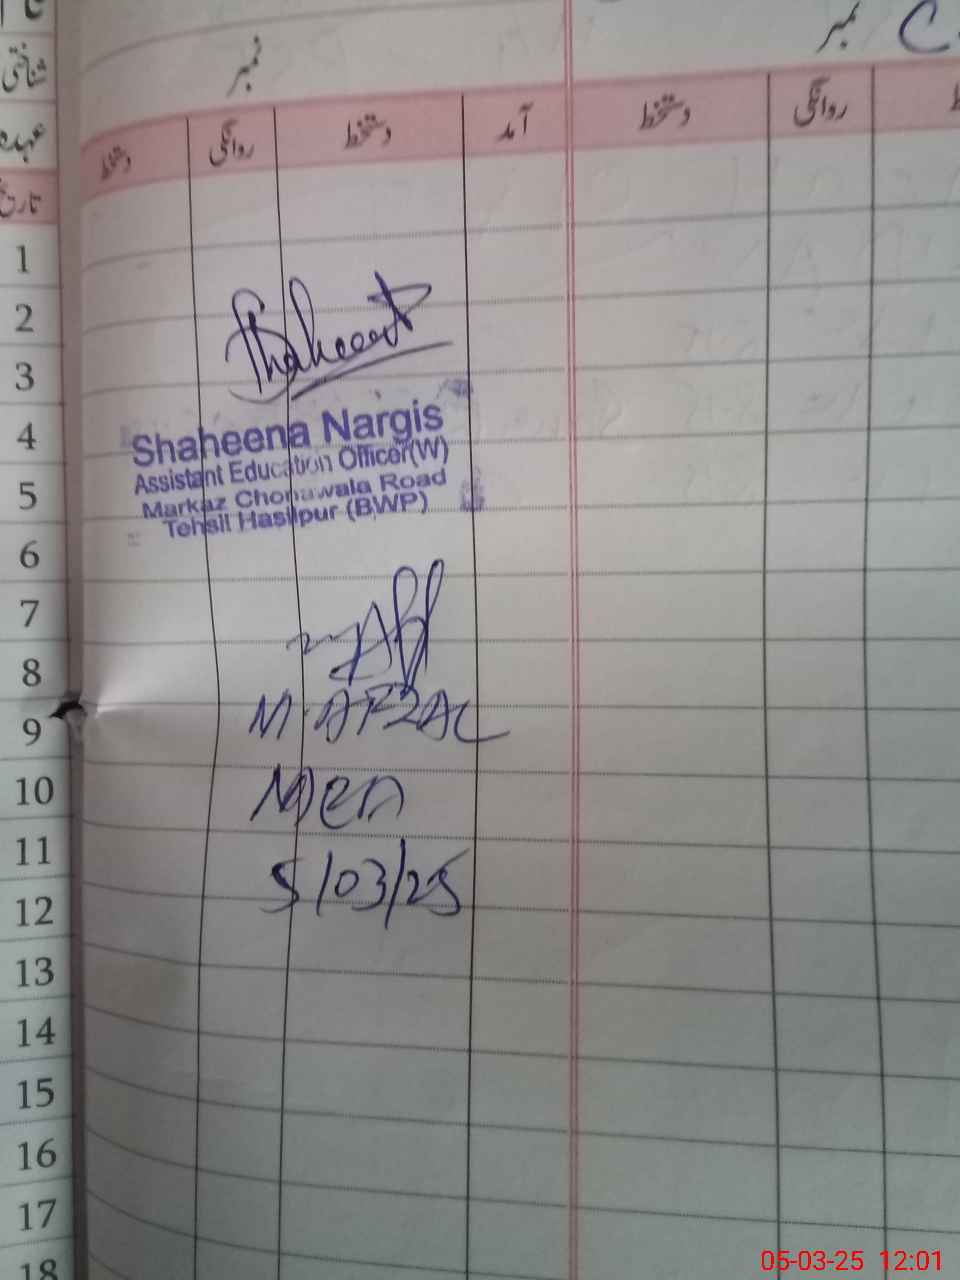 نمبر
نمبر C
شناختی
عہدہ
دستخط روانگی دستخط آمد دستخط روانگی
تاریخ
1
2
3
4
5
6
7
8
9
10
11
12
13
14
15
16
17
18
Shaheena Nargis
Assistant Education Officer(W)
Markaz Chonawala Road
Tehsil Hasilpur (BWP)
M. AFZAL
MEA
5/03/25
05-03-25 12:01